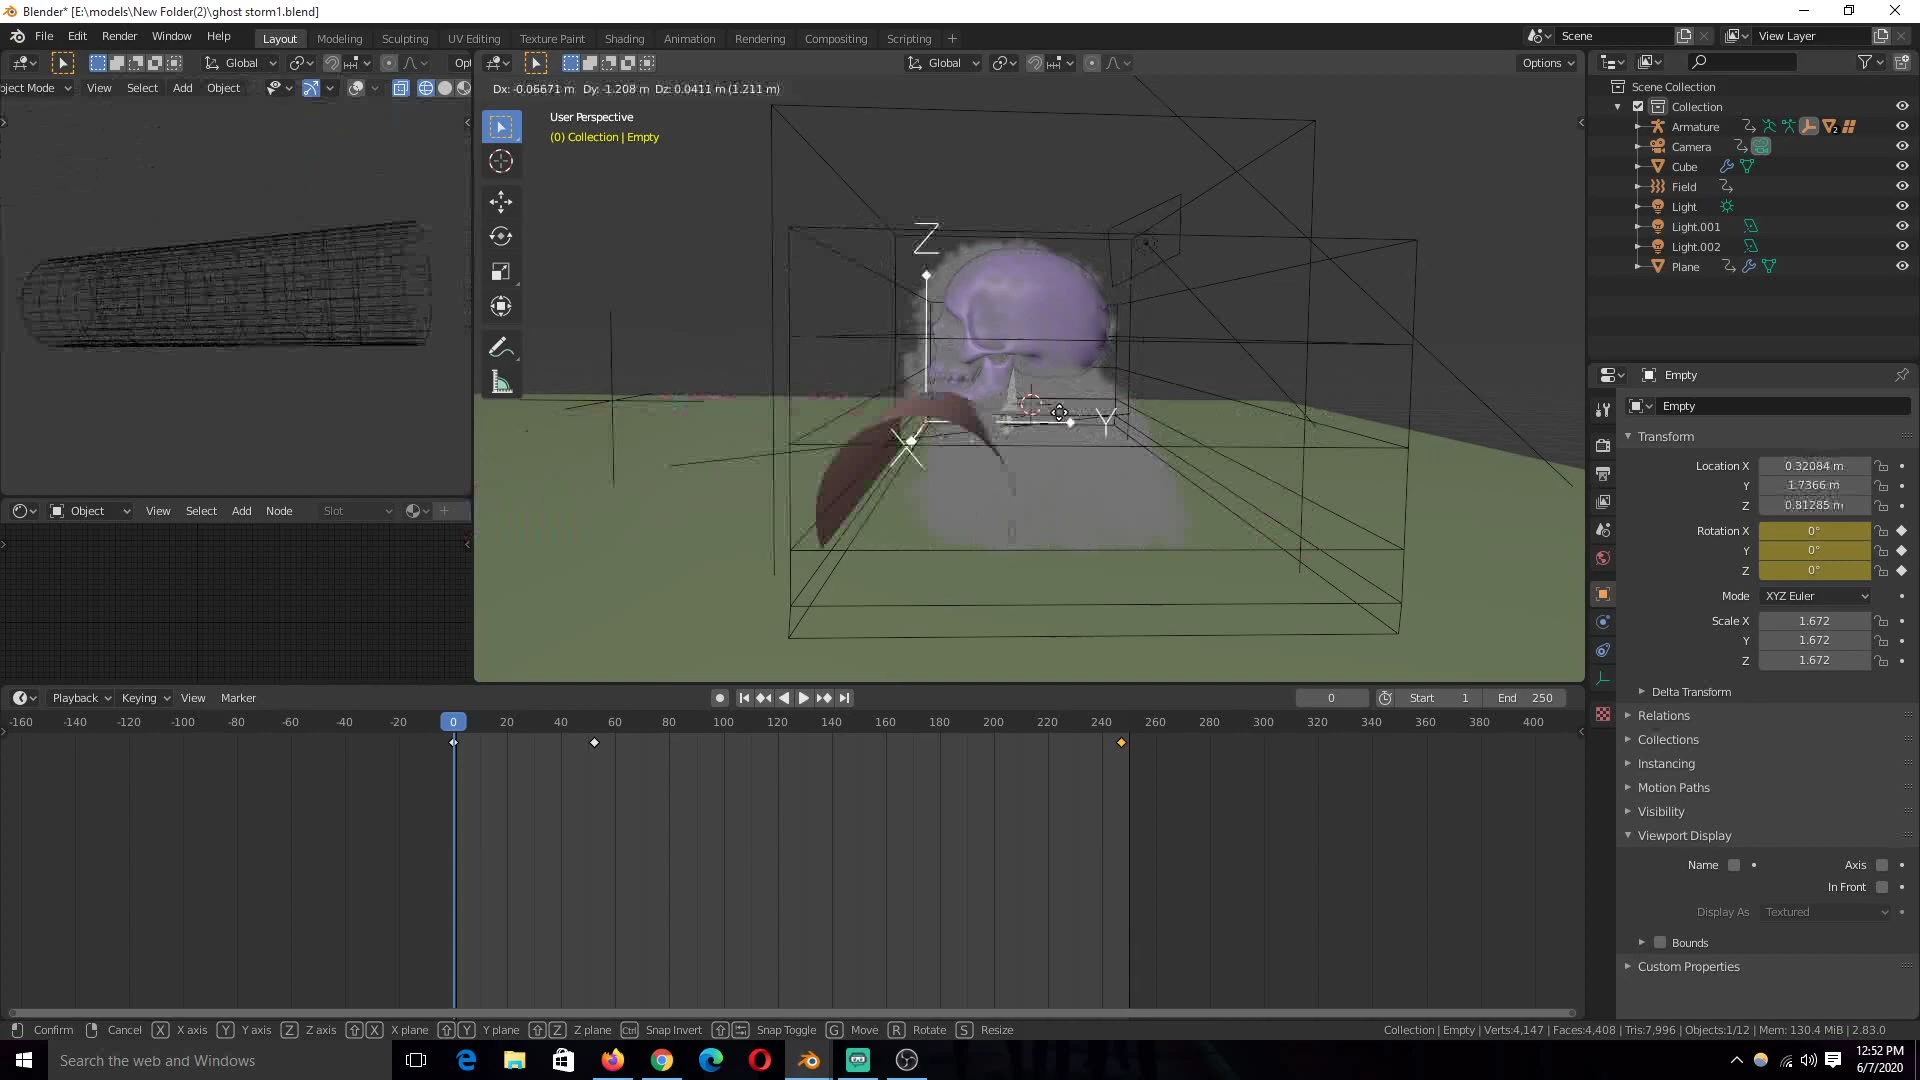 Blender* [E:\models\New Folder(2)\ghost storm1.blend]
File Edit Render Window Help Layout Modeling Sculpting UV Editing Texture Paint Shading Animation Rendering Compositing Scripting + Scene View Layer
Global Opt Global Options
bject Mode View Select Add Object
Dx: -0.06671 m Dy: -1.208 m Dz: 0.0411 m (1.211 m)
User Perspective
(0) Collection | Empty
Z
Y
X
Scene Collection
Collection
Armature 2
Camera
Cube
Field
Light
Light.001
Light.002
Plane
Empty
Empty
Transform
Location X 0.32084 m
Y 1.7366 m
Z 0.81285 m
Rotation X 0°
Y 0°
Z 0°
Mode XYZ Euler
Scale X 1.672
Y 1.672
Z 1.672
Delta Transform
Relations
Collections
Instancing
Motion Paths
Visibility
Viewport Display
Name Axis
In Front
Display As Textured
Bounds
Custom Properties
Object View Select Add Node Slot
Playback Keying View Marker 0 Start 1 End 250
-160 -140 -120 -100 -80 -60 -40 -20 0 20 40 60 80 100 120 140 160 180 200 220 240 260 280 300 320 340 360 380 400
Confirm Cancel X X axis Y Y axis Z Z axis X X plane Y Y plane Z Z plane Ctrl Snap Invert Snap Toggle G Move R Rotate S Resize
Collection | Empty | Verts:4,147 | Faces:4,408 | Tris:7,996 | Objects:1/12 | Mem: 130.4 MiB | 2.83.0
Search the web and Windows
12:52 PM
6/7/2020